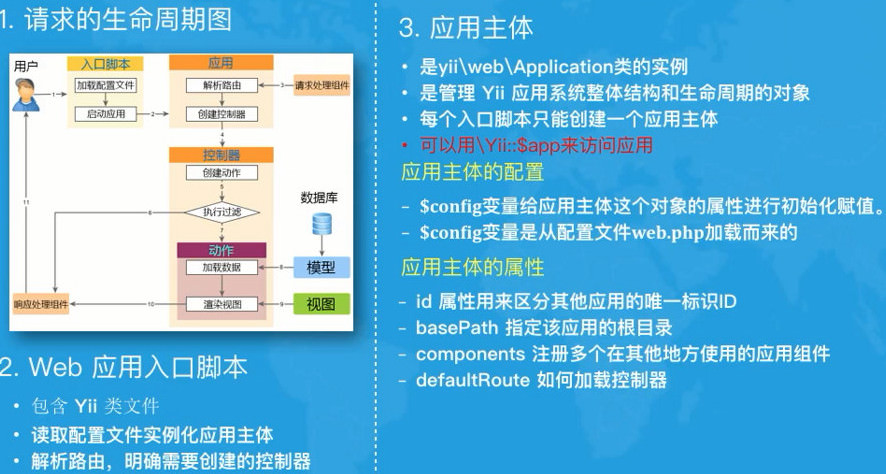 1. 请求的生命周期图
用户
入口脚本
加载配置文件
启动应用
应用
解析路由
创建控制器
请求处理组件
1
2
3
4
控制器
创建动作
5
执行过滤
6
7
动作
加载数据
渲染视图
数据库
模型
8
视图
9
10
响应处理组件
11
2. Web 应用入口脚本
• 包含 Yii 类文件
• 读取配置文件实例化应用主体
• 解析路由，明确需要创建的控制器
3. 应用主体
• 是yii\web\Application类的实例
• 是管理 Yii 应用系统整体结构和生命周期的对象
• 每个入口脚本只能创建一个应用主体
• 可以用\Yii::$app来访问应用
应用主体的配置
– $config变量给应用主体这个对象的属性进行初始化赋值。
– $config变量是从配置文件web.php加载而来的
应用主体的属性
– id 属性用来区分其他应用的唯一标识ID
– basePath 指定该应用的根目录
– components 注册多个在其他地方使用的应用组件
– defaultRoute 如何加载控制器